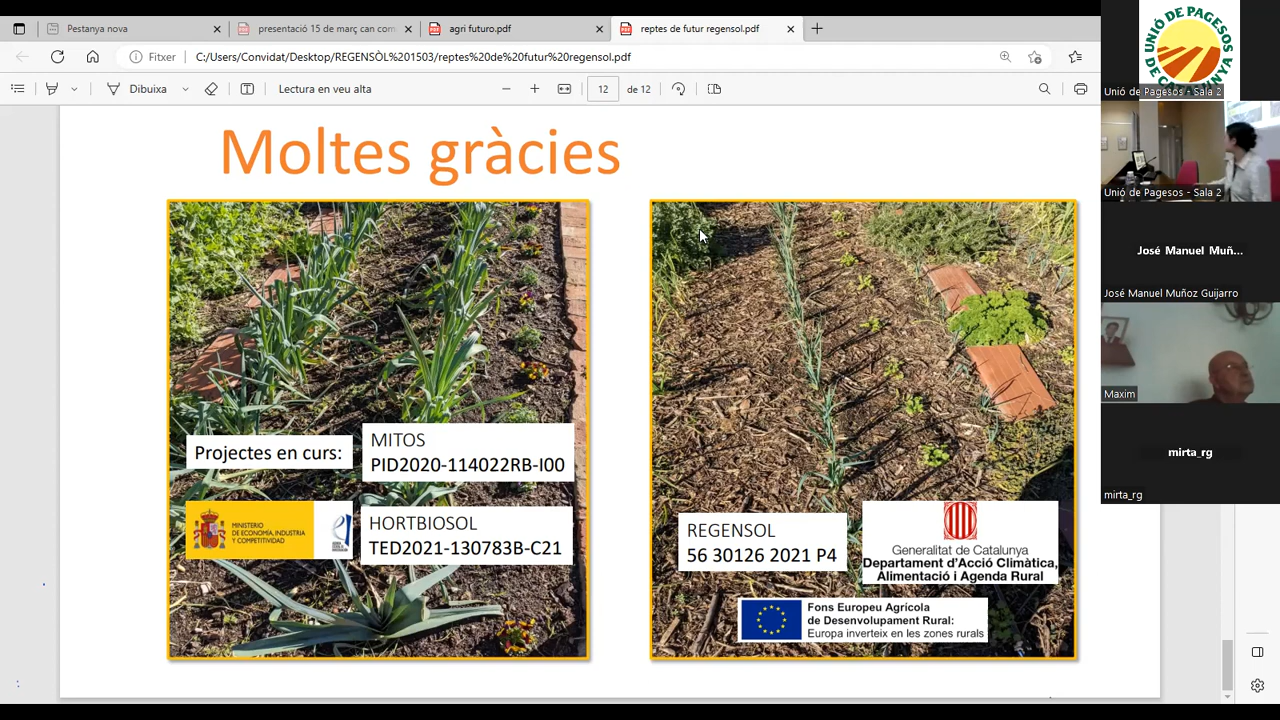 Pestanya nova
presentació 15 de març can com
agri futuro.pdf
reptes de futur regensol.pdf
Fitxer
C:/Users/Convidat/Desktop/REGENSÒL%201503/reptes%20de%20futur%20regensol.pdf
Dibuixa
Lectura en veu alta
12
de 12
Moltes gràcies
Projectes en curs:
MITOS
PID2020-114022RB-I00
MINISTERIO
DE ECONOMÍA, INDUSTRIA
Y COMPETITIVIDAD
HORTBIOSOL
TED2021-130783B-C21
REGENSOL
56 30126 2021 P4
Generalitat de Catalunya
Departament d'Acció Climàtica,
Alimentació i Agenda Rural
Fons Europeu Agrícola
de Desenvolupament Rural:
Europa inverteix en les zones rurals
UNIÓ DE PAGESOS
DE CATALUNYA
Unió de Pagesos - Sala 2
Unió de Pagesos - Sala 2
José Manuel Muñ...
José Manuel Muñoz Guijarro
Maxim
mirta_rg
mirta_rg